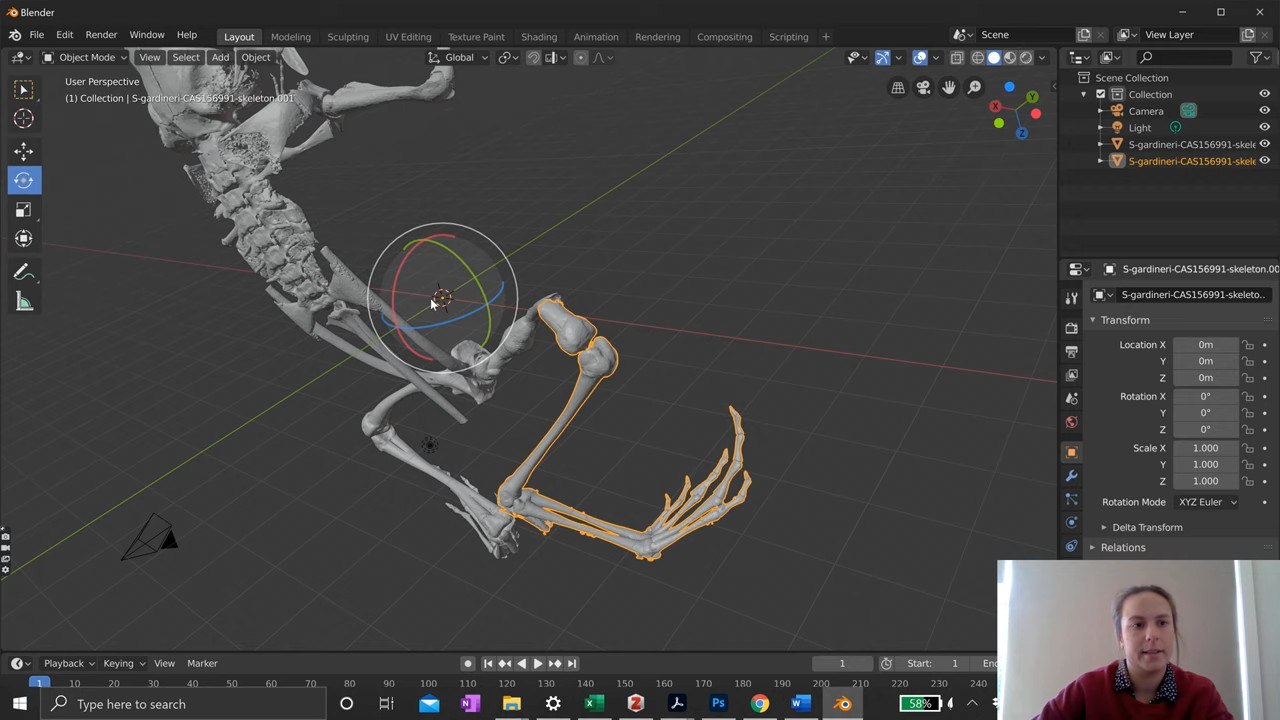 Blender
File Edit Render Window Help Layout Modeling Sculpting UV Editing Texture Paint Shading Animation Rendering Compositing Scripting + Scene View Layer
Object Mode View Select Add Object Global
User Perspective
(1) Collection | S-gardineri-CAS156991-skeleton.001
X Y Z
Scene Collection
Collection
Camera
Light
S-gardineri-CAS156991-skele
S-gardineri-CAS156991-skele
S-gardineri-CAS156991-skeleton.00
S-gardineri-CAS156991-skeleton..
Transform
Location X 0m
Y 0m
Z 0m
Rotation X 0°
Y 0°
Z 0°
Scale X 1.000
Y 1.000
Z 1.000
Rotation Mode XYZ Euler
Delta Transform
Relations
Playback Keying View Marker 1 Start: 1 En
1 10 20 30 40 50 60 70 80 90 100 110 120 130 140 150 160 170 180 190 200 210 220
Type here to search 58%